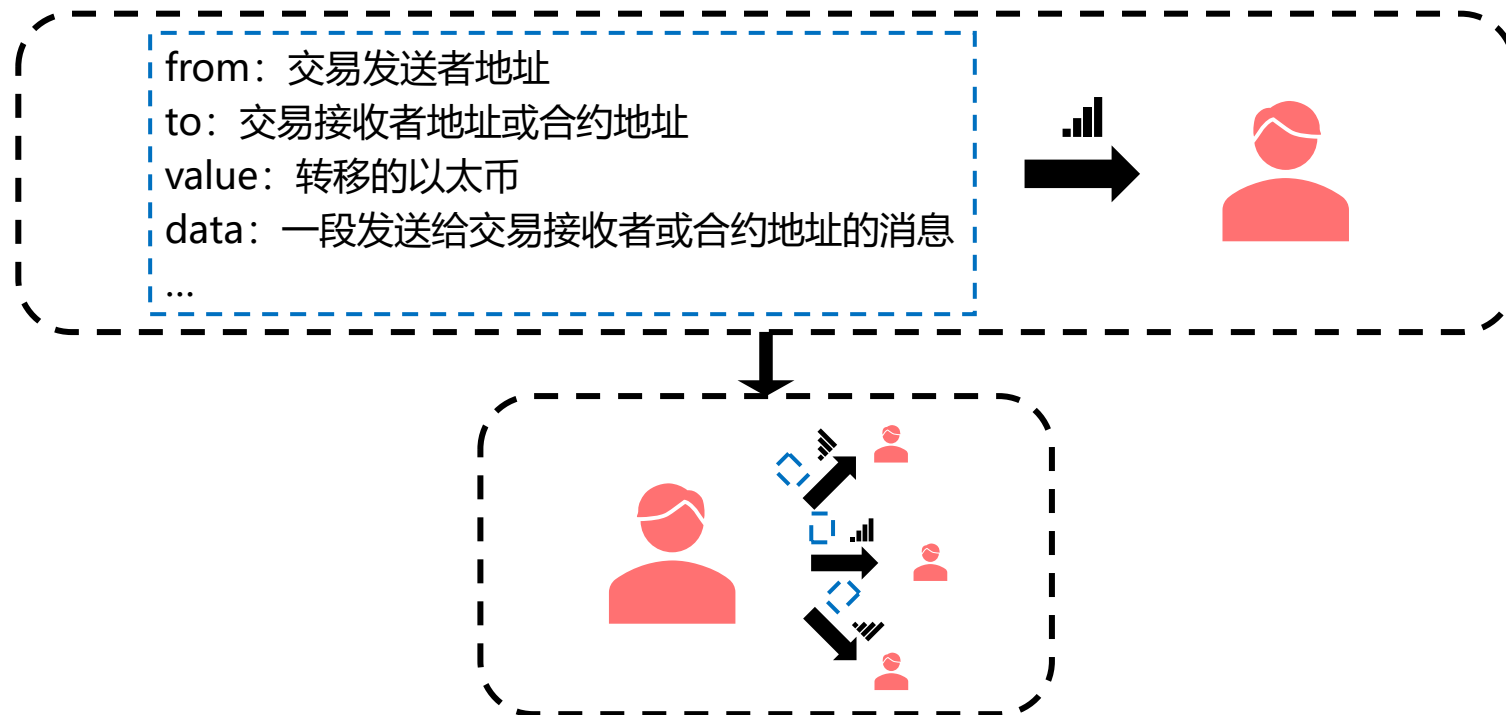 from：交易发送者地址
to：交易接收者地址或合约地址
value：转移的以太币
data：一段发送给交易接收者或合约地址的消息
...